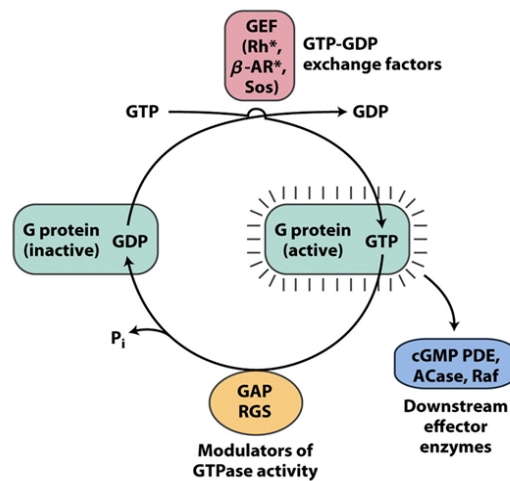 GEF
(Rh*,
β-AR*,
Sos)
GTP-GDP
exchange factors
GTP
GDP
G protein
(inactive)
GDP
G protein
(active)
GTP
Pi
GAP
RGS
Modulators of
GTPase activity
cGMP PDE,
ACase, Raf
Downstream
effector
enzymes